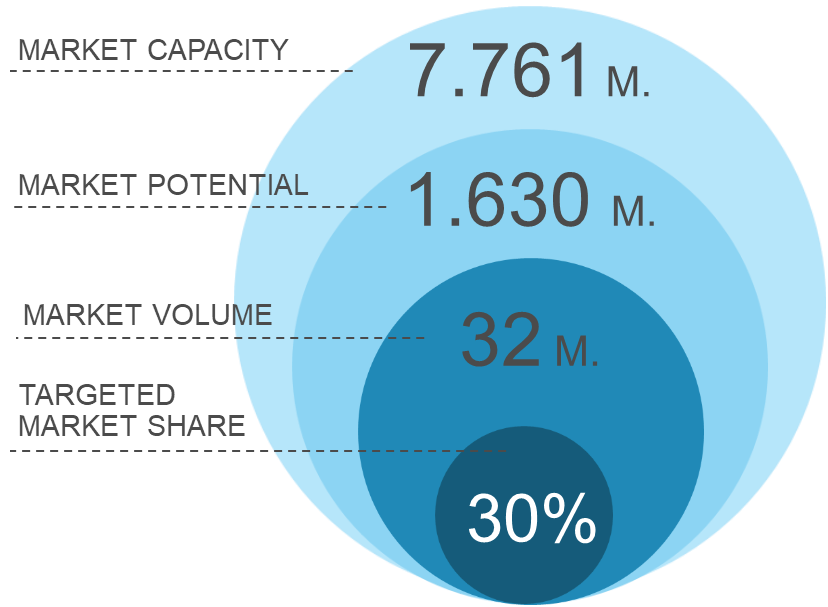 MARKET CAPACITY
7.761 M.
MARKET POTENTIAL
1.630 M.
MARKET VOLUME
32 M.
TARGETED
MARKET SHARE
30%